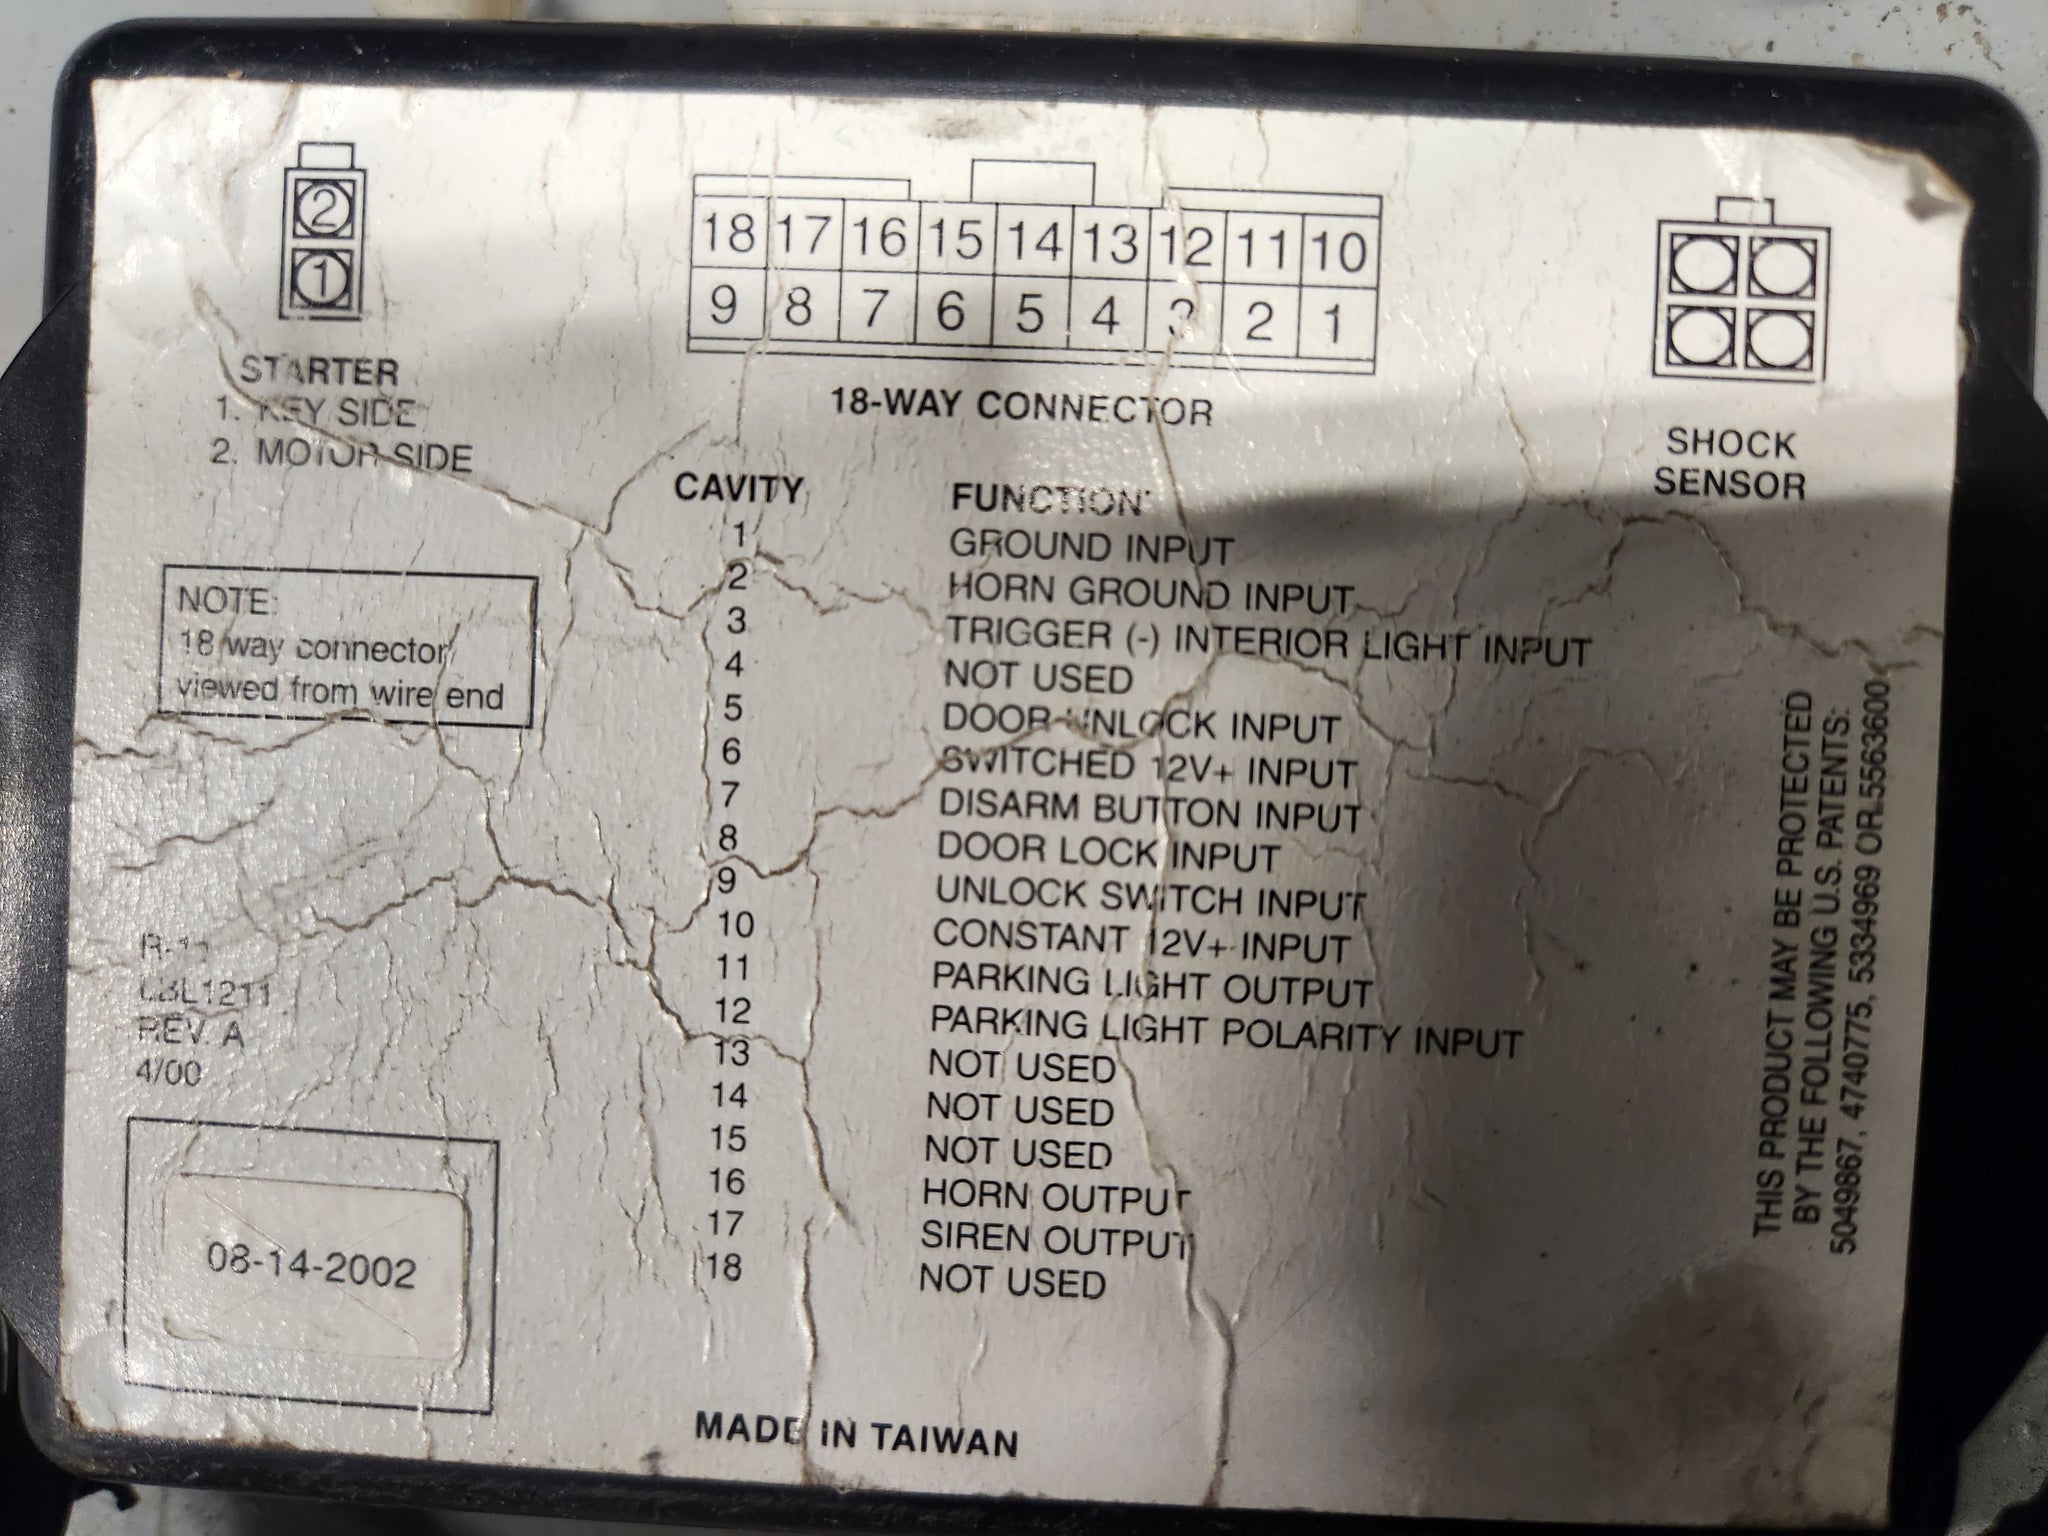 2
1
STARTER
1. KEY SIDE
2. MOTOR SIDE
18 17 16 15 14 13 12 11 10
9 8 7 6 5 4 3 2 1
18-WAY CONNECTOR
SHOCK
SENSOR
NOTE:
18 way connector
viewed from wire end
CAVITY FUNCTION
1 GROUND INPUT
2 HORN GROUND INPUT
3 TRIGGER (-) INTERIOR LIGHT INPUT
4 NOT USED
5 DOOR UNLOCK INPUT
6 SWITCHED 12V+ INPUT
7 DISARM BUTTON INPUT
8 DOOR LOCK INPUT
9 UNLOCK SWITCH INPUT
10 CONSTANT 12V+ INPUT
11 PARKING LIGHT OUTPUT
12 PARKING LIGHT POLARITY INPUT
13 NOT USED
14 NOT USED
15 NOT USED
16 HORN OUTPUT
17 SIREN OUTPUT
18 NOT USED
LBL1211
REV. A
4/00
08-14-2002
MADE IN TAIWAN
THIS PRODUCT MAY BE PROTECTED
BY THE FOLLOWING U.S. PATENTS:
5049867, 4740775, 5334969 OR 5563600